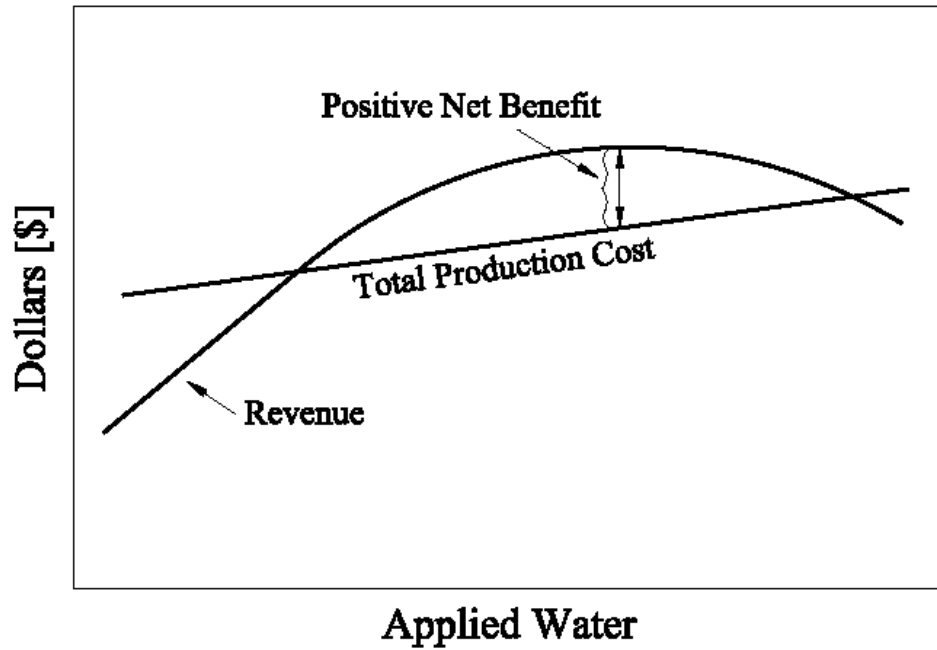 Positive Net Benefit
Dollars [$]
Total Production Cost
Revenue
Applied Water